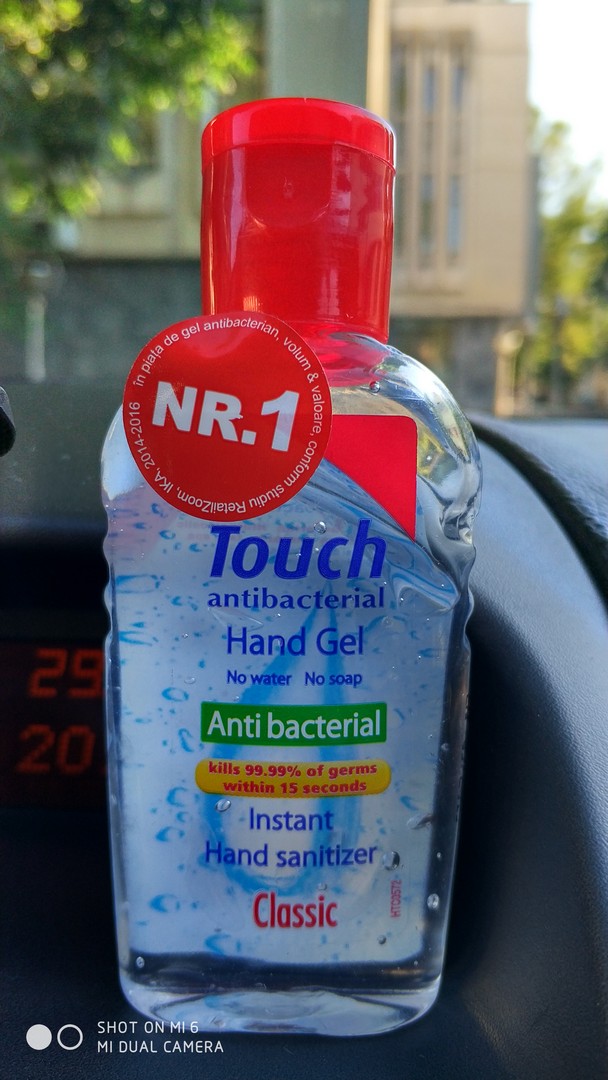 în piața de gel antibacterian, volum & valoare, conform studiu RetailZoom, IKA, 2014-2016
NR.1
Touch
antibacterial
Hand Gel
No water No soap
Anti bacterial
kills 99.99% of germs
within 15 seconds
Instant
Hand sanitizer
Classic
HTC0572
29
20.
SHOT ON MI 6
MI DUAL CAMERA